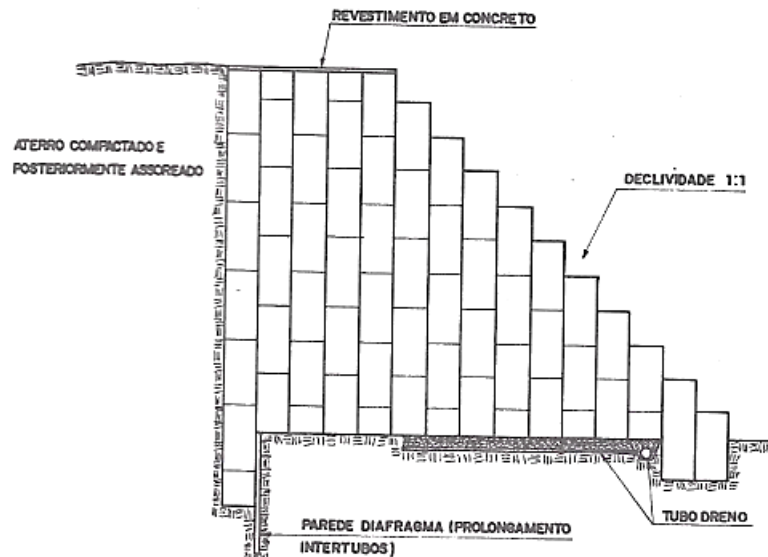 REVESTIMENTO EM CONCRETO
ATERRO COMPACTADO E
POSTERIORMENTE ASSOREADO
DECLIVIDADE 1:1
TUBO DRENO
PAREDE DIAFRAGMA (PROLONGAMENTO
INTERTUBOS)